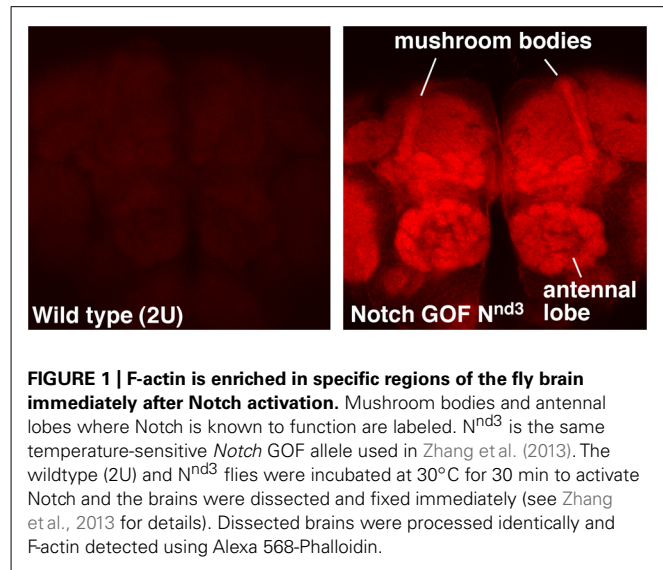 mushroom bodies
Wild type (2U)
Notch GOF Nnd3
antennal
lobe
FIGURE 1 | F-actin is enriched in specific regions of the fly brain
immediately after Notch activation. Mushroom bodies and antennal
lobes where Notch is known to function are labeled. Nnd3 is the same
temperature-sensitive Notch GOF allele used in Zhang et al. (2013). The
wildtype (2U) and Nnd3 flies were incubated at 30°C for 30 min to activate
Notch and the brains were dissected and fixed immediately (see Zhang
et al., 2013 for details). Dissected brains were processed identically and
F-actin detected using Alexa 568-Phalloidin.